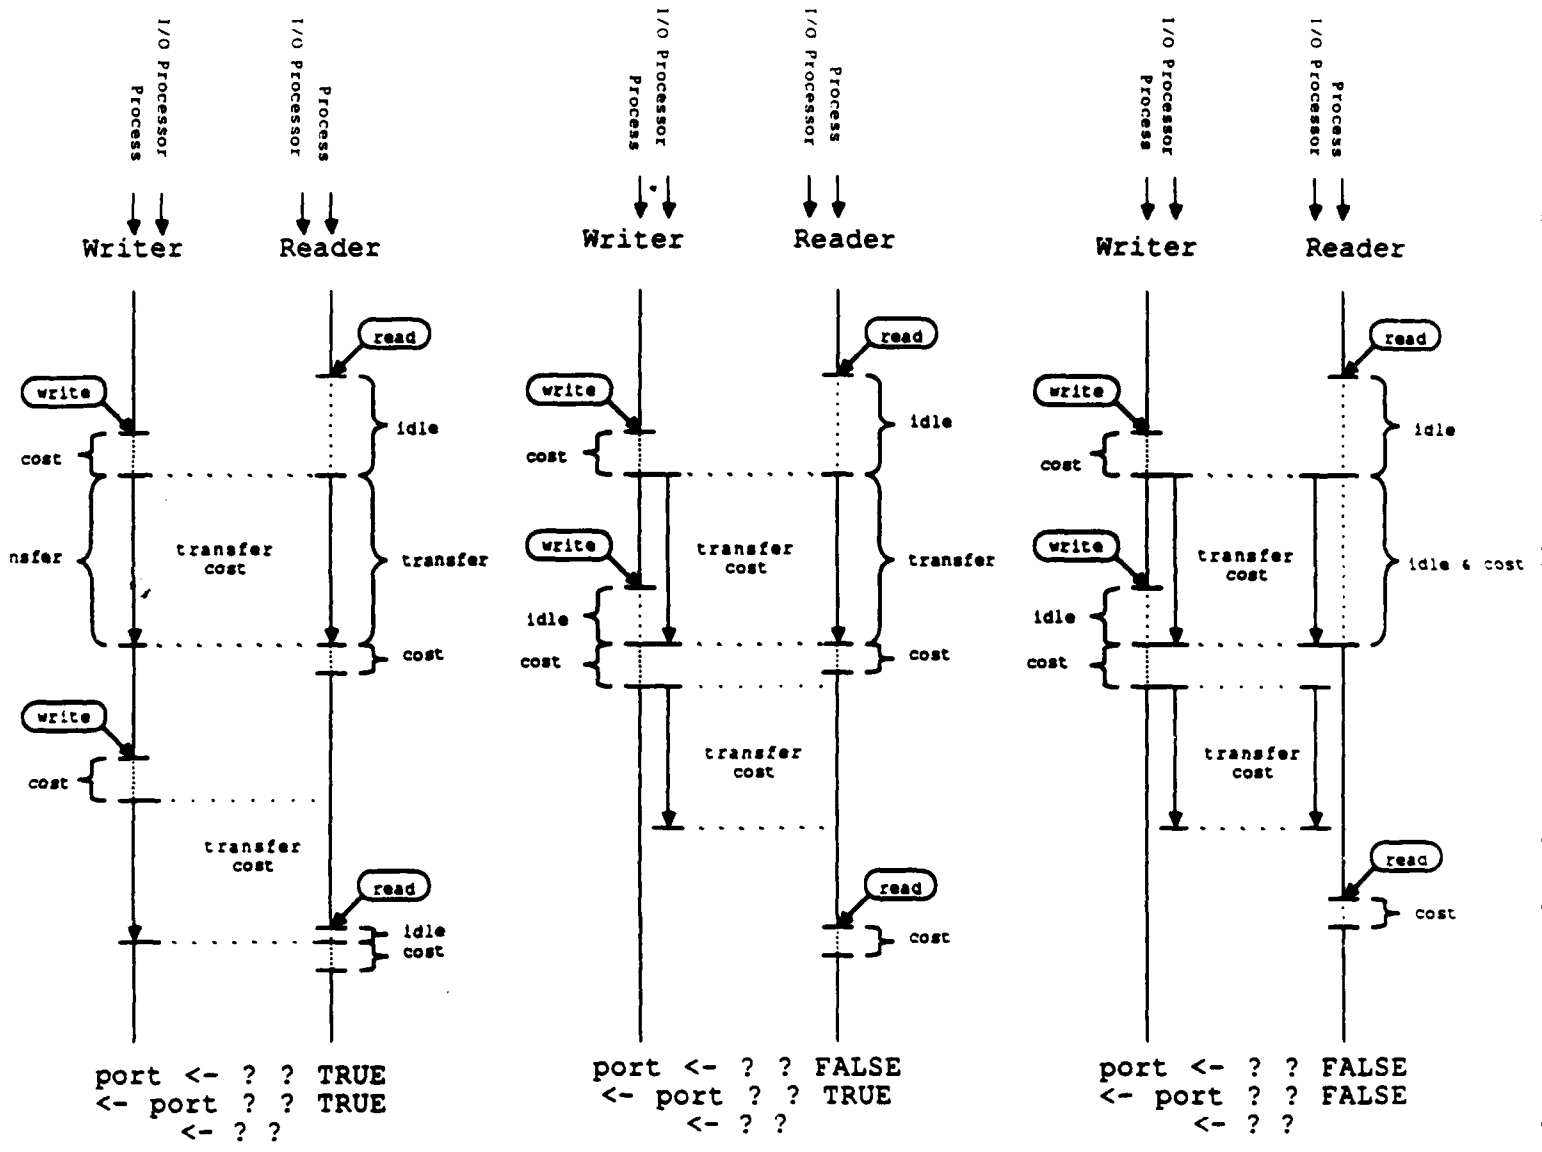 Process
I/O Processor
I/O Processor
Process
Writer
Reader
read
write
idle
cost
nsfer
transfer
cost
transfer
cost
write
cost
transfer
cost
read
idle
cost
port <- ? ? TRUE
<- port ? ? TRUE
<- ? ?
Process
I/O Processor
I/O Processor
Process
Writer
Reader
read
write
idle
cost
write
transfer
cost
transfer
idle
cost
cost
transfer
cost
read
cost
port <- ? ? FALSE
<- port ? ? TRUE
<- ? ?
Process
I/O Processor
I/O Processor
Process
Writer
Reader
read
write
idle
cost
write
transfer
cost
idle & cost
idle
cost
transfer
cost
read
cost
port <- ? ? FALSE
<- port ? ? FALSE
<- ? ?